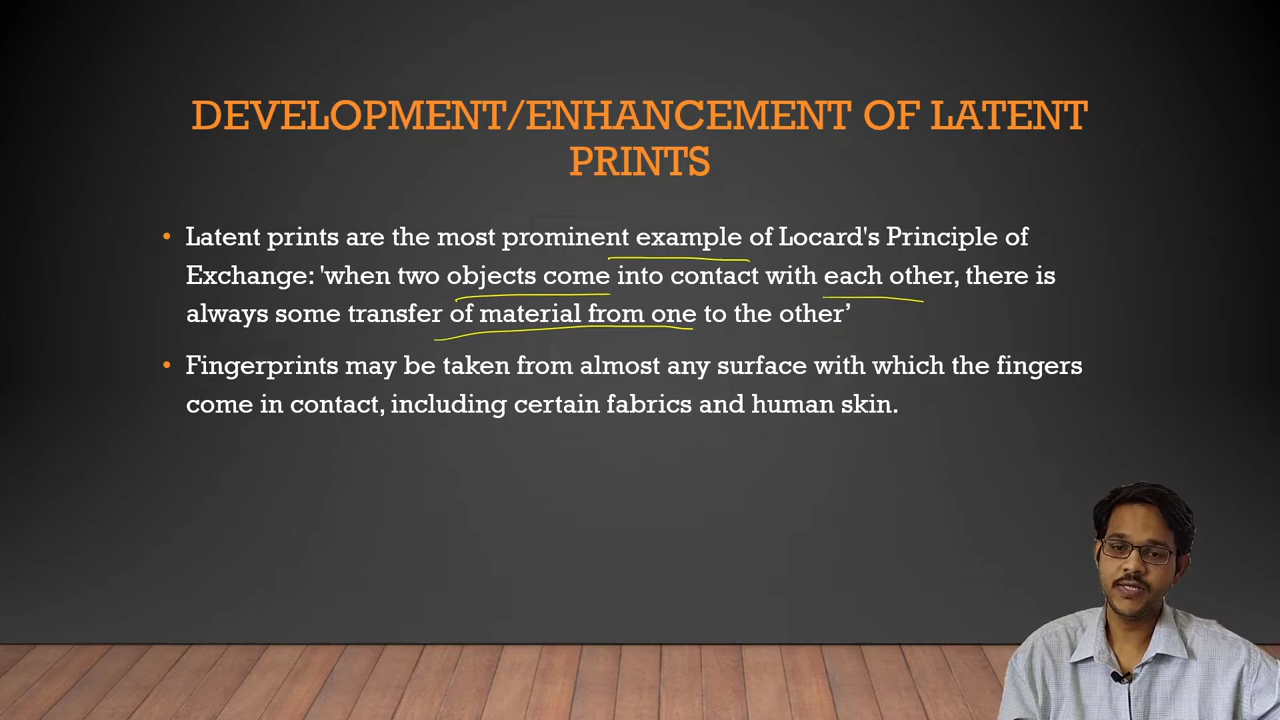 DEVELOPMENT/ENHANCEMENT OF LATENT
PRINTS
• Latent prints are the most prominent example of Locard's Principle of
Exchange: 'when two objects come into contact with each other, there is
always some transfer of material from one to the other’
• Fingerprints may be taken from almost any surface with which the fingers
come in contact, including certain fabrics and human skin.